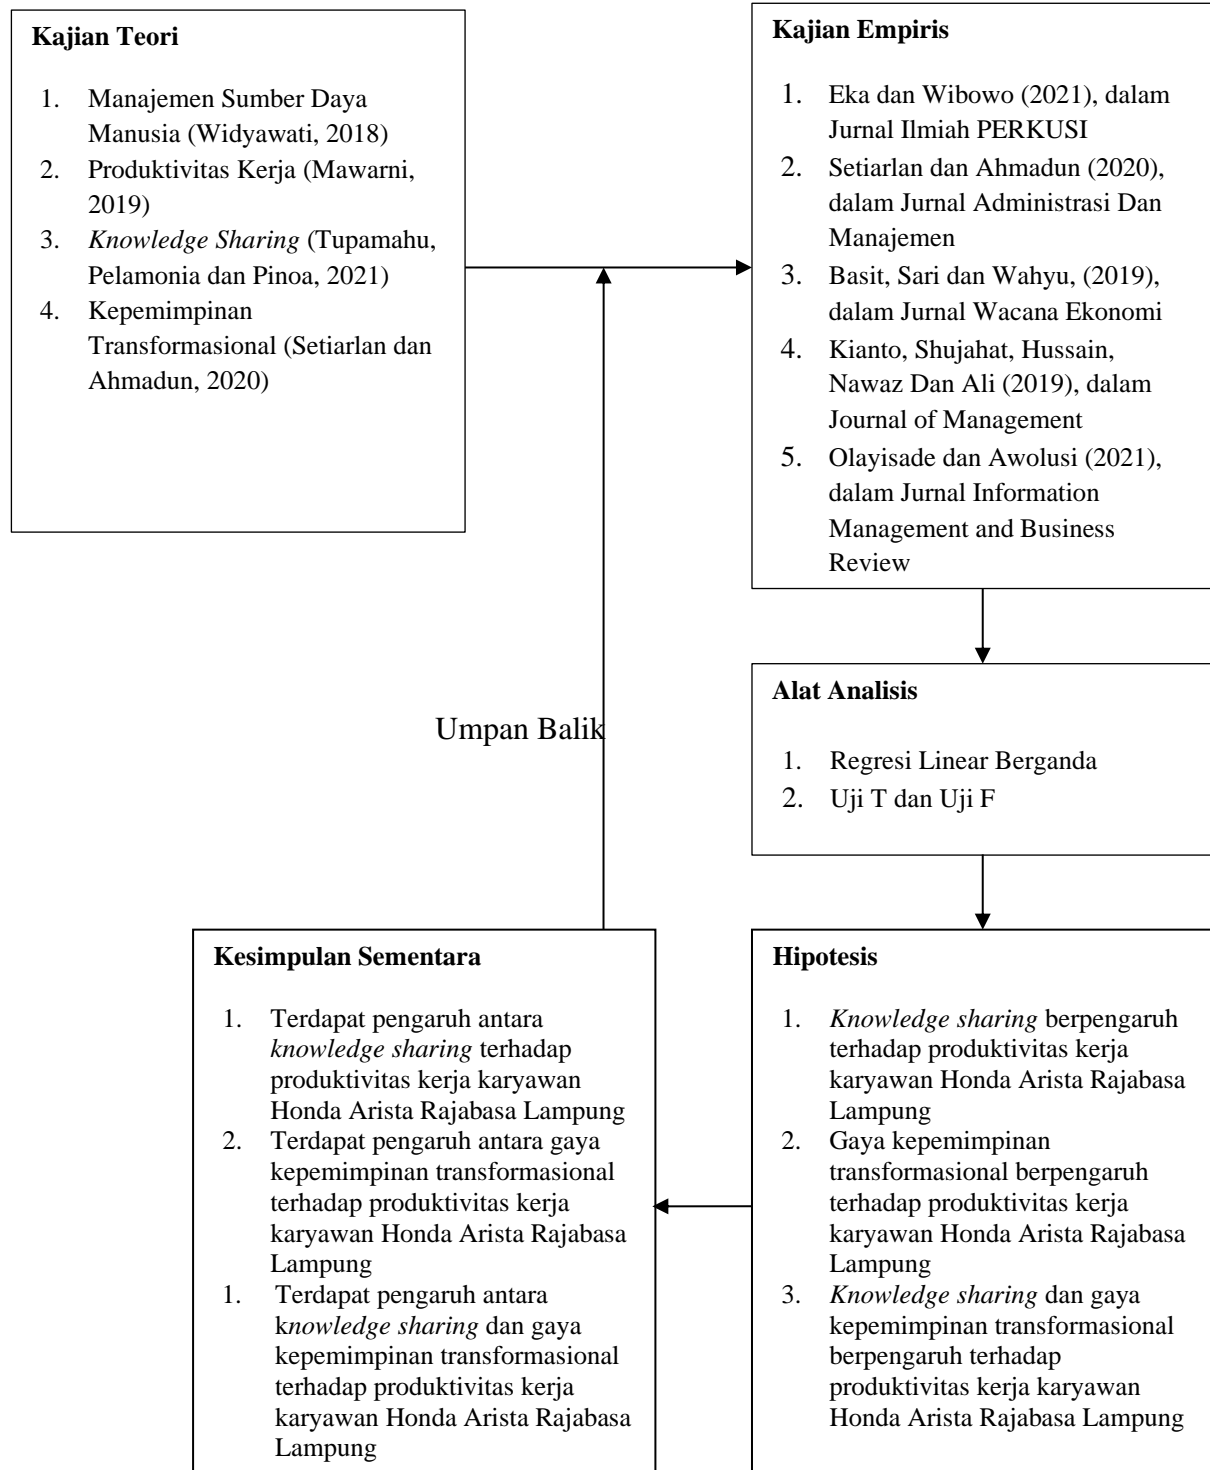 Kajian Teori
1. Manajemen Sumber Daya
Manusia (Widyawati, 2018)
2. Produktivitas Kerja (Mawarni,
2019)
3. Knowledge Sharing (Tupamahu,
Pelamonia dan Pinoa, 2021)
4. Kepemimpinan
Transformasional (Setiarlan dan
Ahmadun, 2020)
Kajian Empiris
1. Eka dan Wibowo (2021), dalam
Jurnal Ilmiah PERKUSI
2. Setiarlan dan Ahmadun (2020),
dalam Jurnal Administrasi Dan
Manajemen
3. Basit, Sari dan Wahyu, (2019),
dalam Jurnal Wacana Ekonomi
4. Kianto, Shujahat, Hussain,
Nawaz Dan Ali (2019), dalam
Journal of Management
5. Olayisade dan Awolusi (2021),
dalam Jurnal Information
Management and Business
Review
Alat Analisis
1. Regresi Linear Berganda
2. Uji T dan Uji F
Umpan Balik
Hipotesis
1. Knowledge sharing berpengaruh
terhadap produktivitas kerja
karyawan Honda Arista Rajabasa
Lampung
2. Gaya kepemimpinan
transformasional berpengaruh
terhadap produktivitas kerja
karyawan Honda Arista Rajabasa
Lampung
3. Knowledge sharing dan gaya
kepemimpinan transformasional
berpengaruh terhadap
produktivitas kerja karyawan
Honda Arista Rajabasa Lampung
Kesimpulan Sementara
1. Terdapat pengaruh antara
knowledge sharing terhadap
produktivitas kerja karyawan
Honda Arista Rajabasa Lampung
2. Terdapat pengaruh antara gaya
kepemimpinan transformasional
terhadap produktivitas kerja
karyawan Honda Arista Rajabasa
Lampung
1. Terdapat pengaruh antara
knowledge sharing dan gaya
kepemimpinan transformasional
terhadap produktivitas kerja
karyawan Honda Arista Rajabasa
Lampung